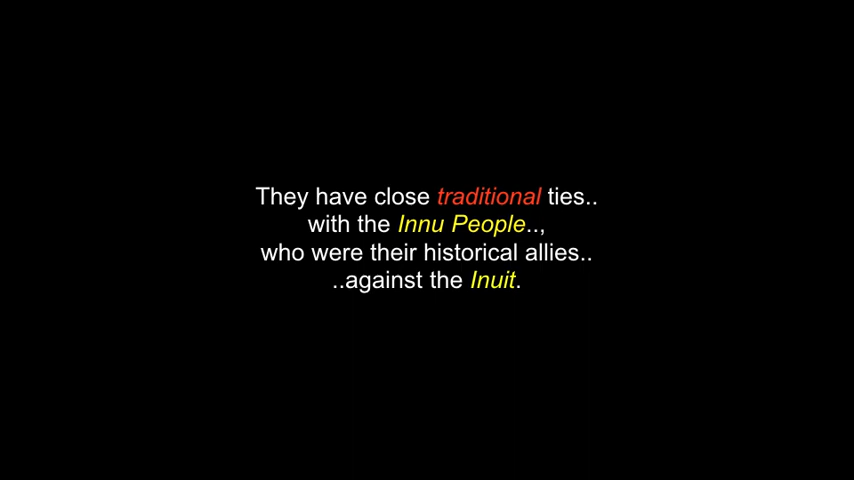 They have close traditional ties..
with the Innu People..,
who were their historical allies..
..against the Inuit.